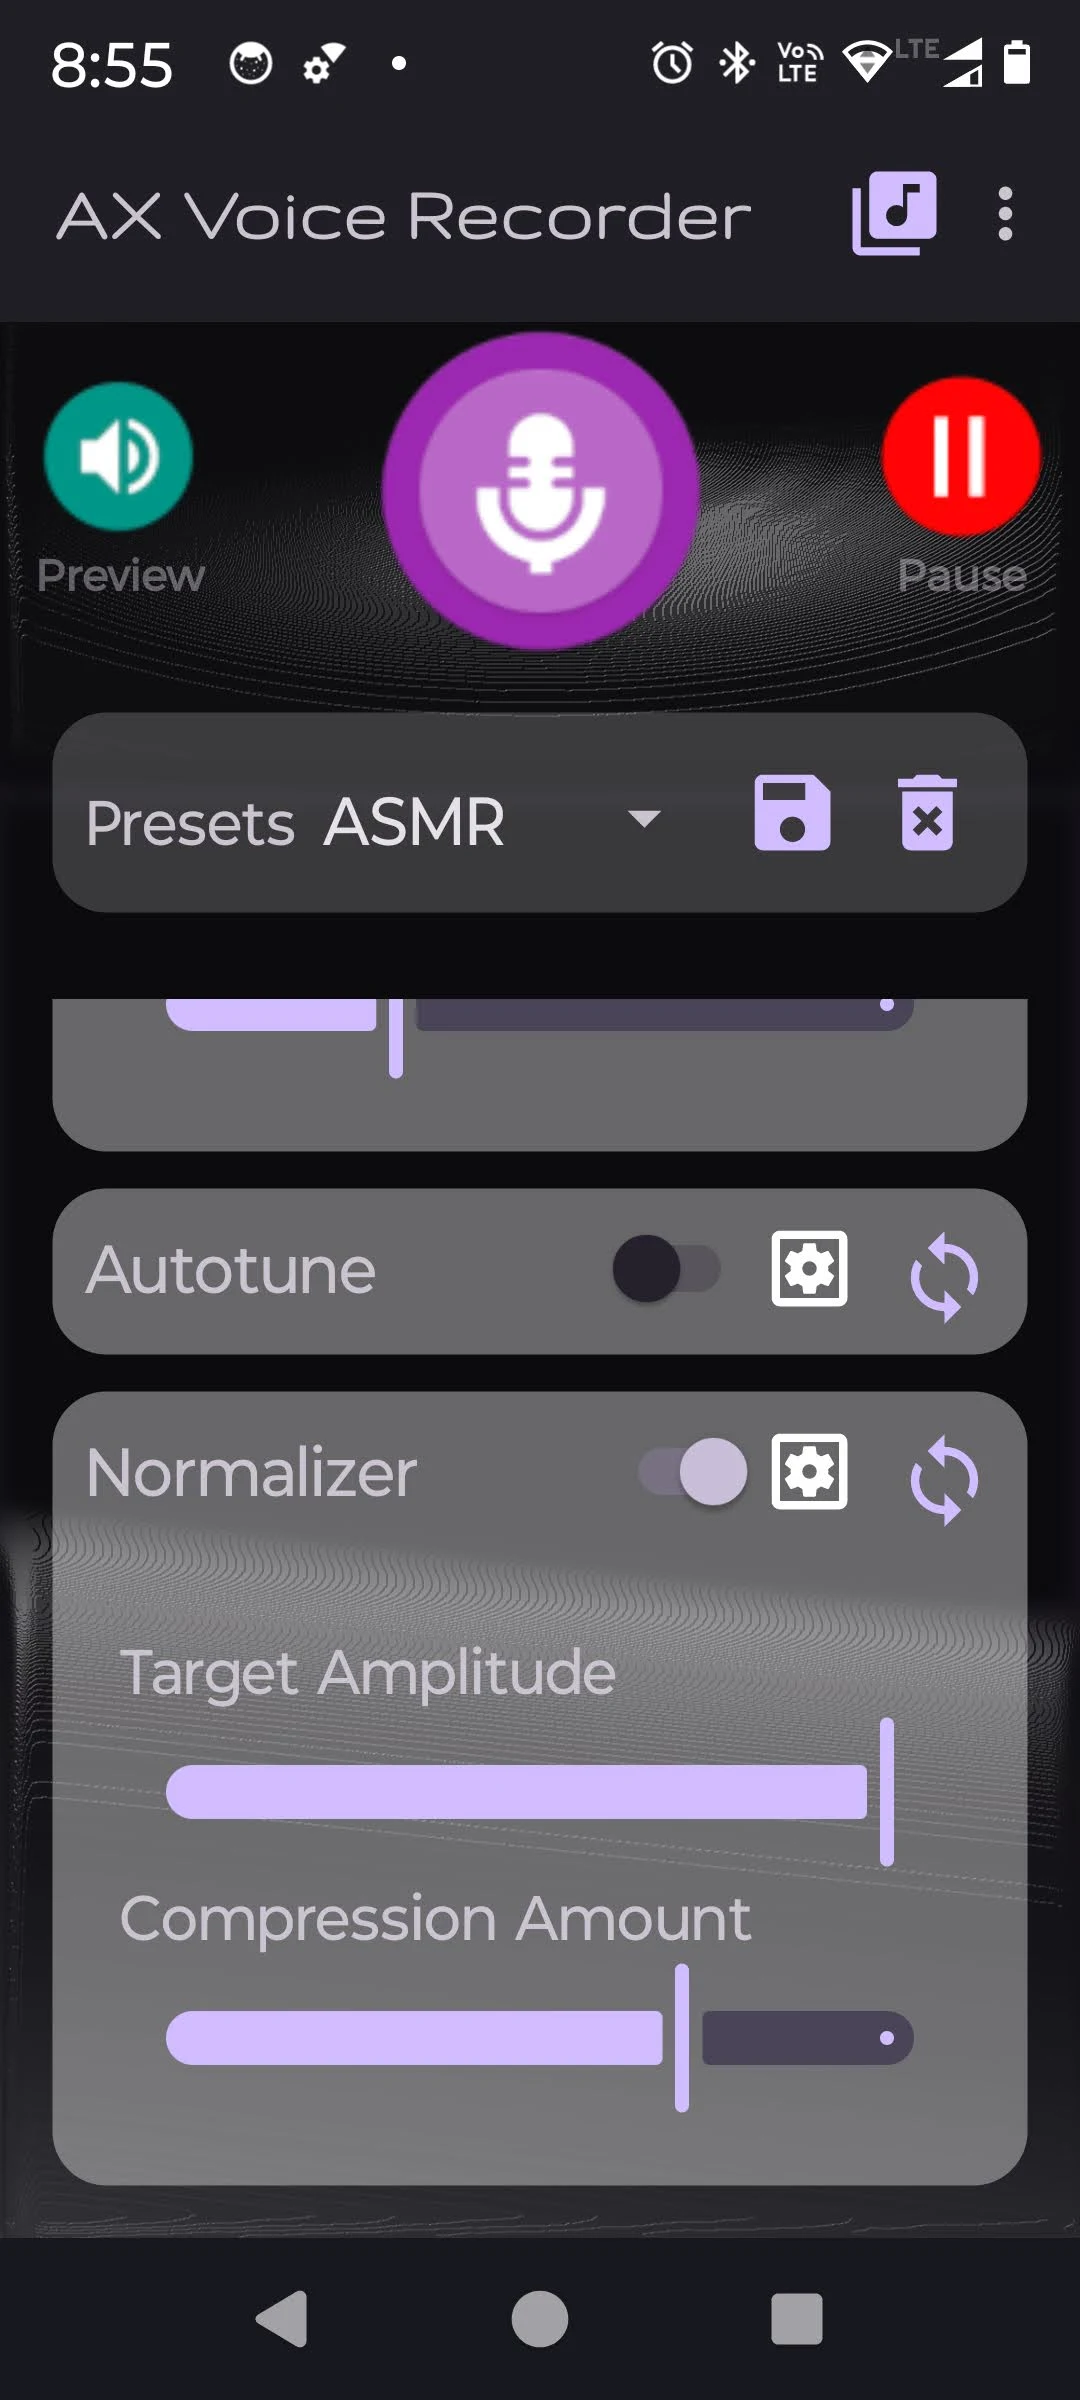 8:55
Vo
LTE
LTE
AX Voice Recorder
Preview
Pause
Presets ASMR
Autotune
Normalizer
Target Amplitude
Compression Amount